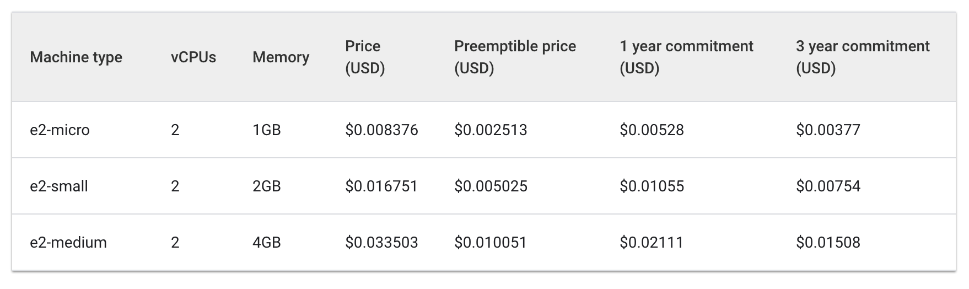 Machine type vCPUs Memory Price (USD) Preemptible price (USD) 1 year commitment (USD) 3 year commitment (USD)
e2-micro 2 1GB $0.008376 $0.002513 $0.00528 $0.00377
e2-small 2 2GB $0.016751 $0.005025 $0.01055 $0.00754
e2-medium 2 4GB $0.033503 $0.010051 $0.02111 $0.01508